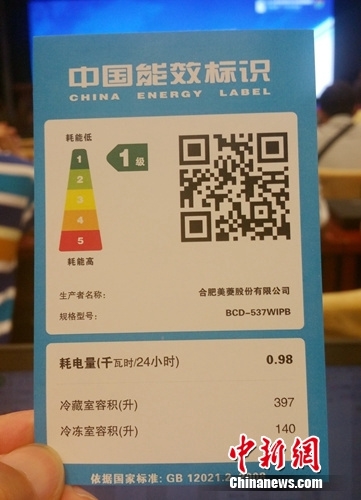 中国能效标识
CHINA ENERGY LABEL
耗能低
1
2
3
4
5
耗能高
1级
生产者名称： 合肥美菱股份有限公司
规格型号： BCD-537WIPB
耗电量(千瓦时/24小时) 0.98
冷藏室容积(升) 397
冷冻室容积(升) 140
依据国家标准: GB 12021.2
中新网
Chinanews.com